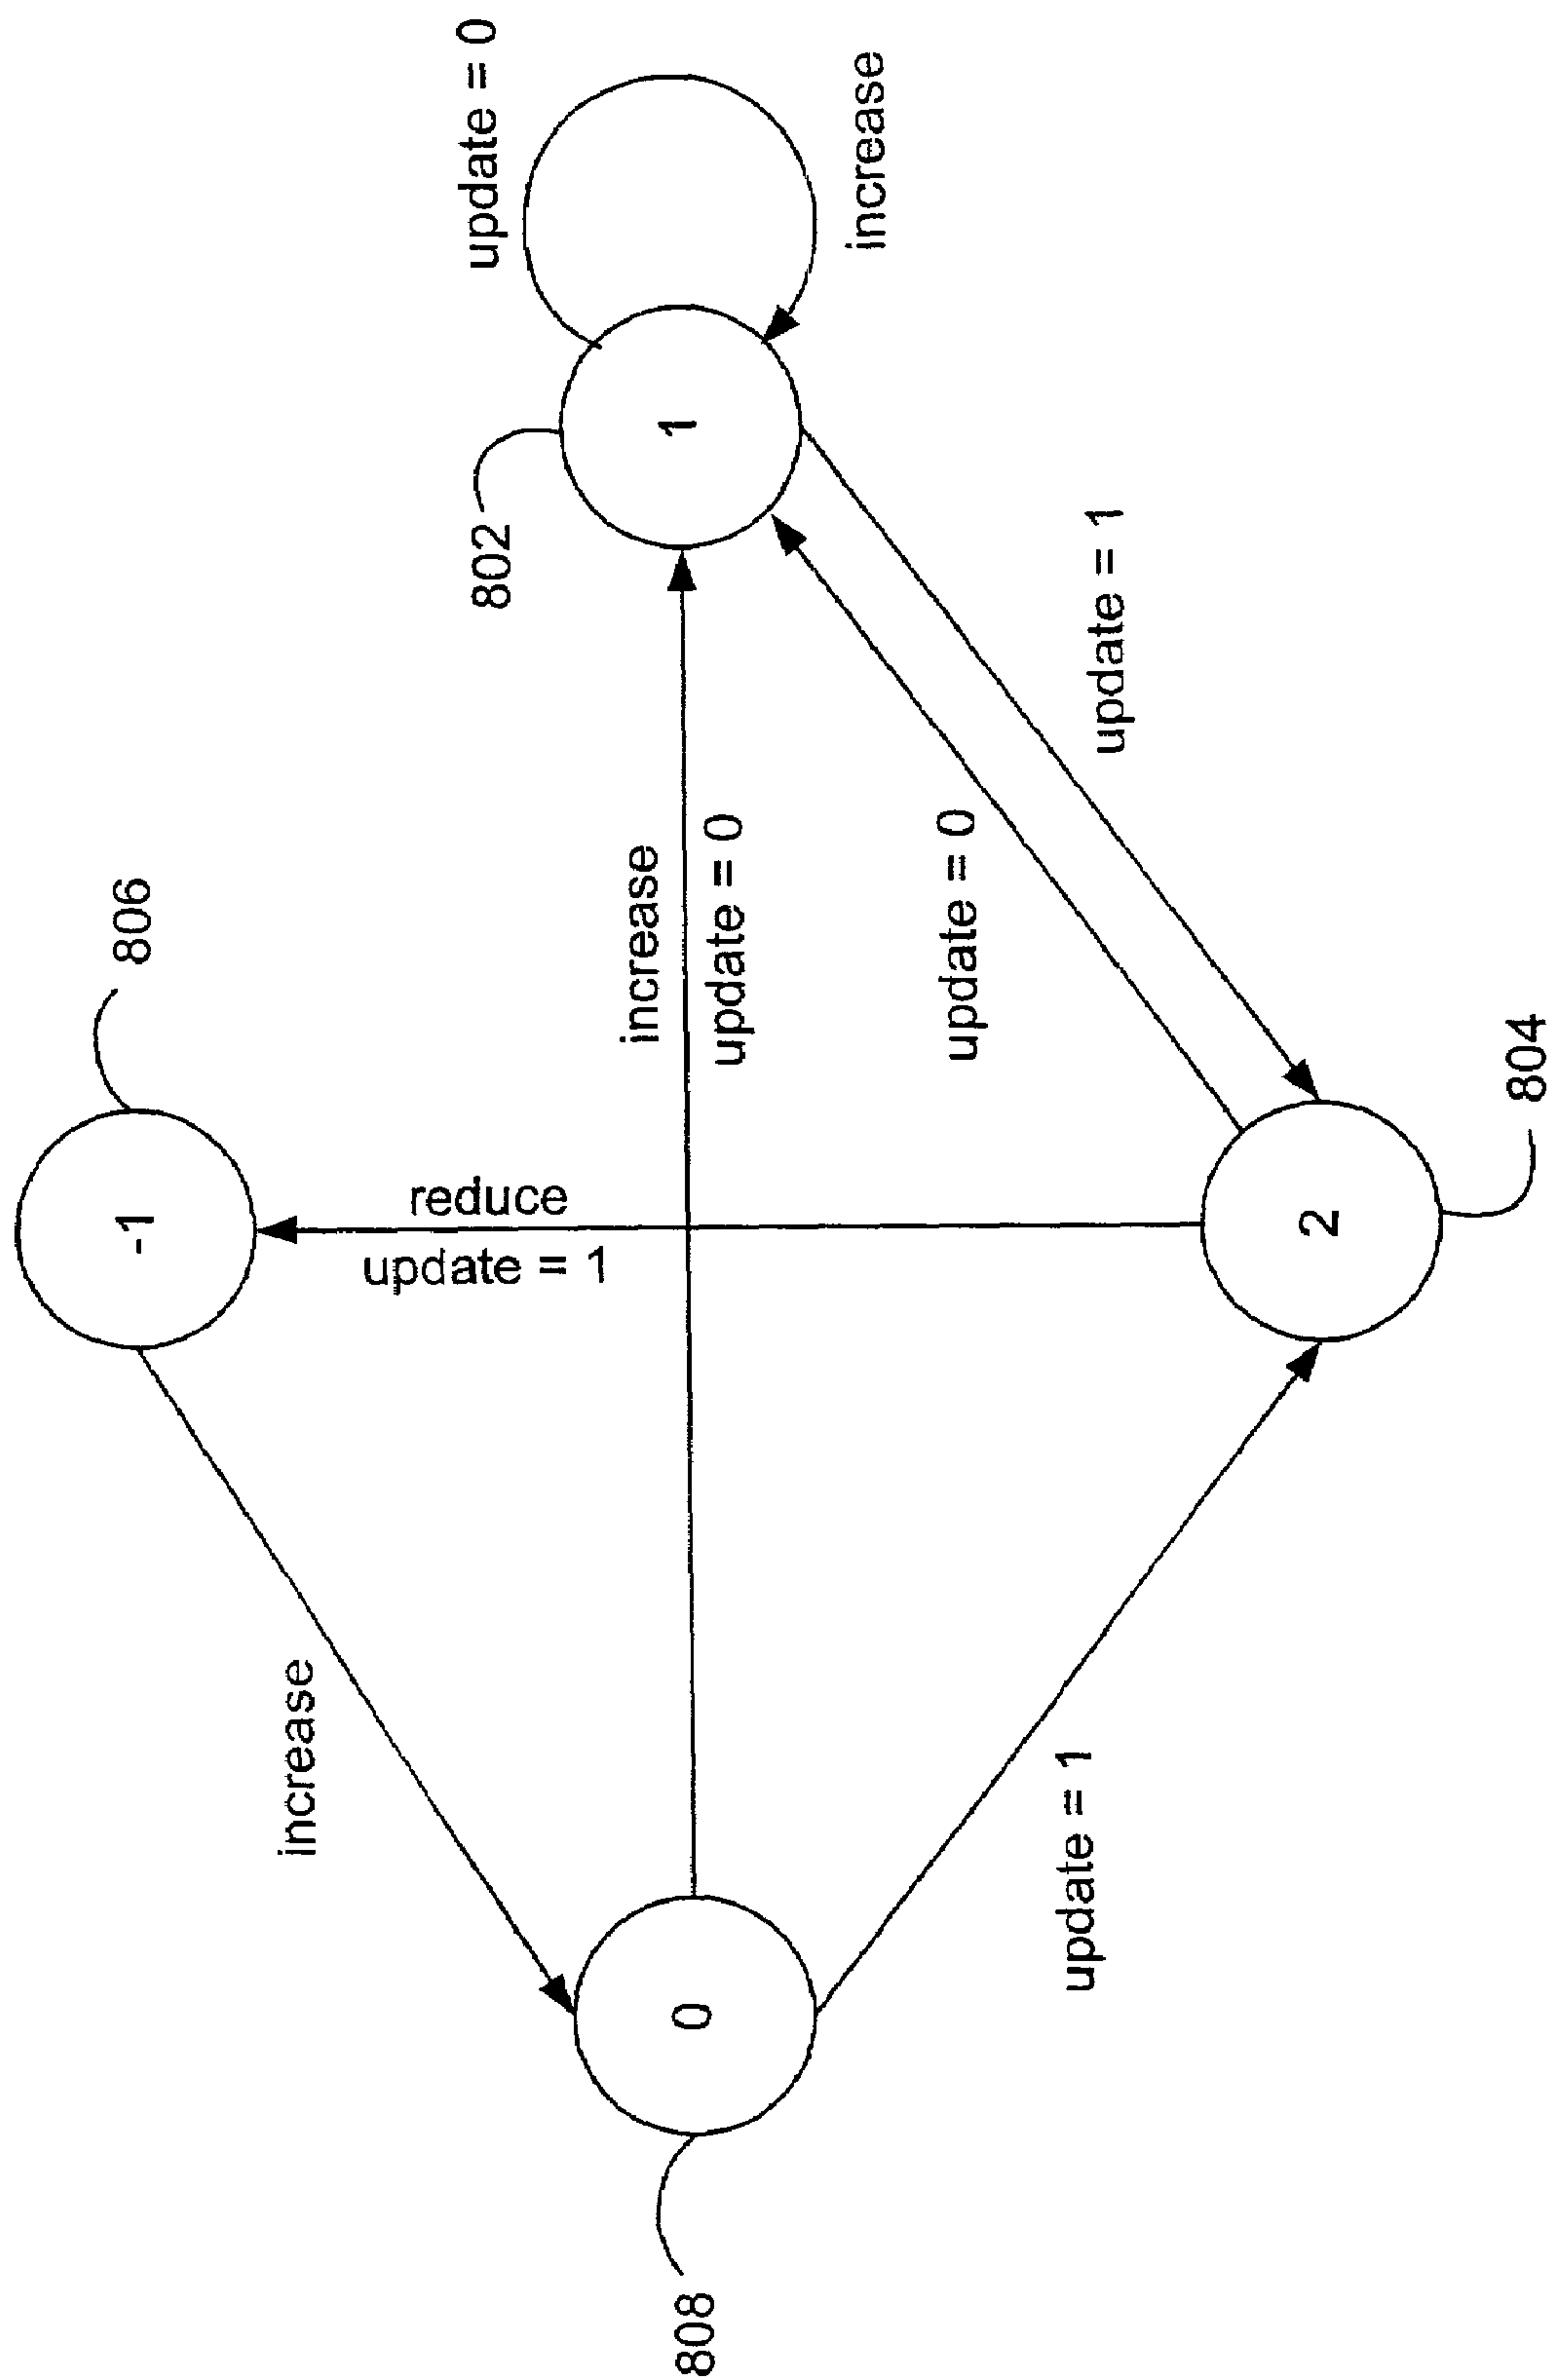 806
-1
increase
reduce
update = 1
808
0
increase
update = 0
802
1
update = 0
increase
update = 0
update = 1
update = 1
2
804